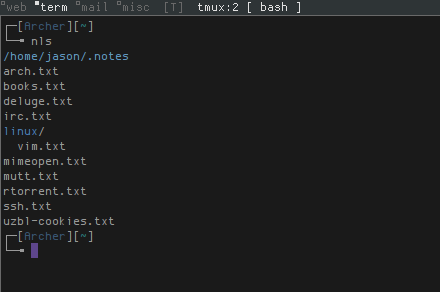 web term mail misc [T] tmux:2 [ bash ]
┌─[Archer][~]
└─╸ nls
/home/jason/.notes
arch.txt
books.txt
deluge.txt
irc.txt
linux/
  vim.txt
mimeopen.txt
mutt.txt
rtorrent.txt
ssh.txt
uzbl-cookies.txt
┌─[Archer][~]
└─╸